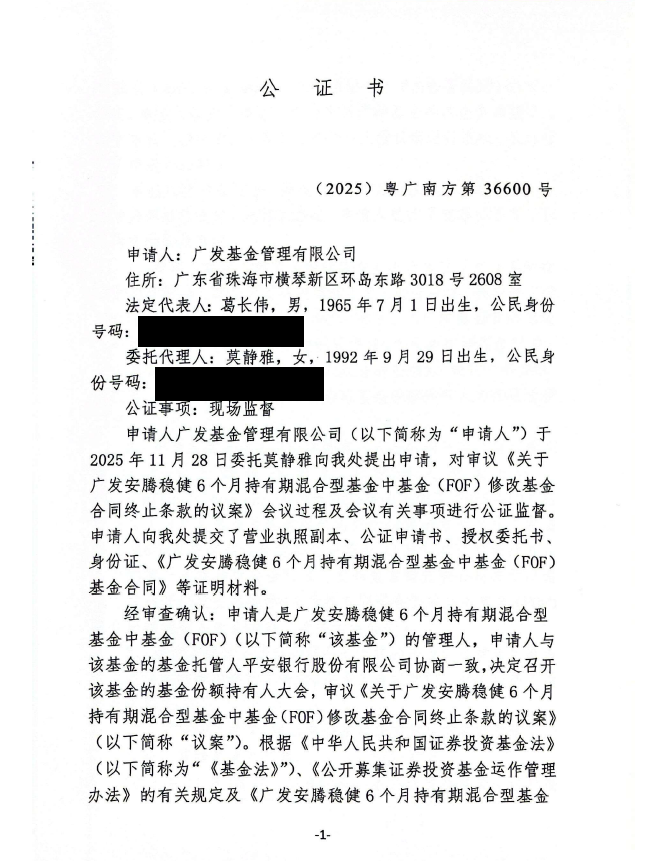 公 证 书
（2025）粤广南方第 36600 号
申请人：广发基金管理有限公司
住所：广东省珠海市横琴新区环岛东路 3018 号 2608 室
法定代表人：葛长伟，男，1965 年 7 月 1 日出生，公民身份
号码：
委托代理人：莫静雅，女，1992 年 9 月 29 日出生，公民身
份号码：
公证事项：现场监督
申请人广发基金管理有限公司（以下简称为“申请人”）于
2025 年 11 月 28 日委托莫静雅向我处提出申请，对审议《关于
广发安腾稳健 6 个月持有期混合型基金中基金（FOF）修改基金
合同终止条款的议案》会议过程及会议有关事项进行公证监督。
申请人向我处提交了营业执照副本、公证申请书、授权委托书、
身份证、《广发安腾稳健 6 个月持有期混合型基金中基金（FOF）
基金合同》等证明材料。
经审查确认：申请人是广发安腾稳健 6 个月持有期混合型
基金中基金（FOF）（以下简称“该基金”）的管理人，申请人与
该基金的基金托管人平安银行股份有限公司协商一致，决定召开
该基金的基金份额持有人大会，审议《关于广发安腾稳健 6 个月
持有期混合型基金中基金（FOF）修改基金合同终止条款的议案》
（以下简称“议案”）。根据《中华人民共和国证券投资基金法》
（以下简称为“《基金法》”）、《公开募集证券投资基金运作管理
办法》的有关规定及《广发安腾稳健 6 个月持有期混合型基金
-1-